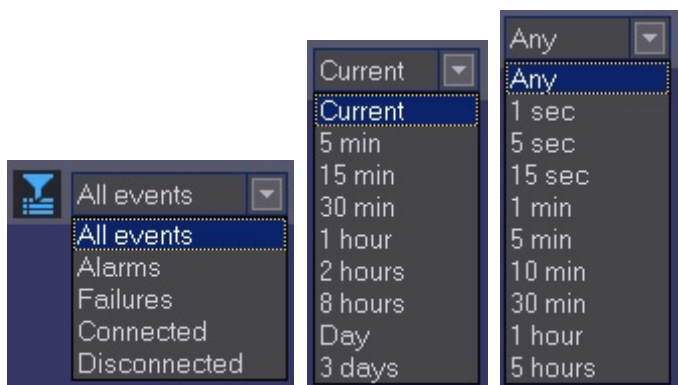 All events
All events
Alarms
Failures
Connected
Disconnected
Current
Current
5 min
15 min
30 min
1 hour
2 hours
8 hours
Day
3 days
Any
Any
1 sec
5 sec
15 sec
1 min
5 min
10 min
30 min
1 hour
5 hours